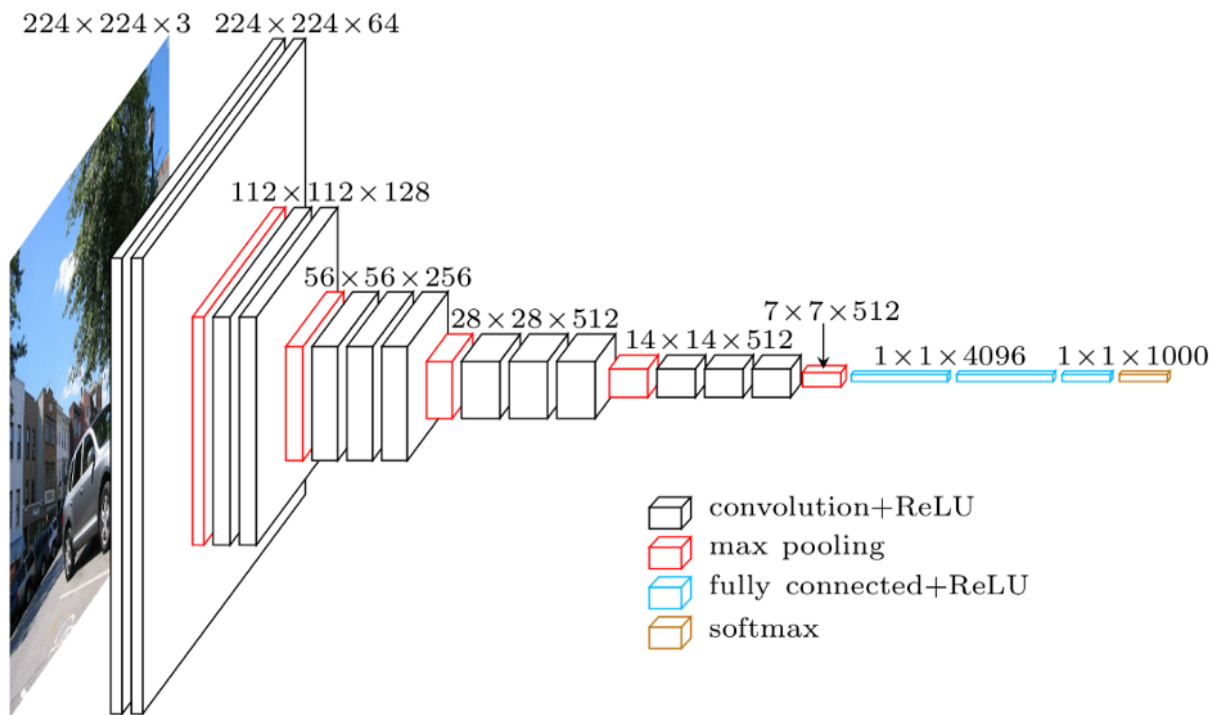 224 × 224 × 3
224 × 224 × 64
112 × 112 × 128
56 × 56 × 256
28 × 28 × 512
14 × 14 × 512
7 × 7 × 512
1 × 1 × 4096
1 × 1 × 1000
convolution+ReLU
max pooling
fully connected+ReLU
softmax